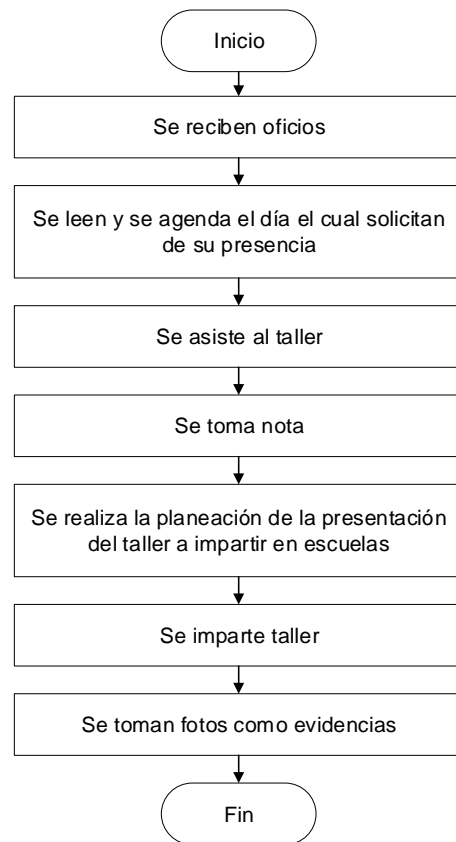 Inicio
Se reciben oficios
Se leen y se agenda el día el cual solicitan
de su presencia
Se asiste al taller
Se toma nota
Se realiza la planeación de la presentación
del taller a impartir en escuelas
Se imparte taller
Se toman fotos como evidencias
Fin